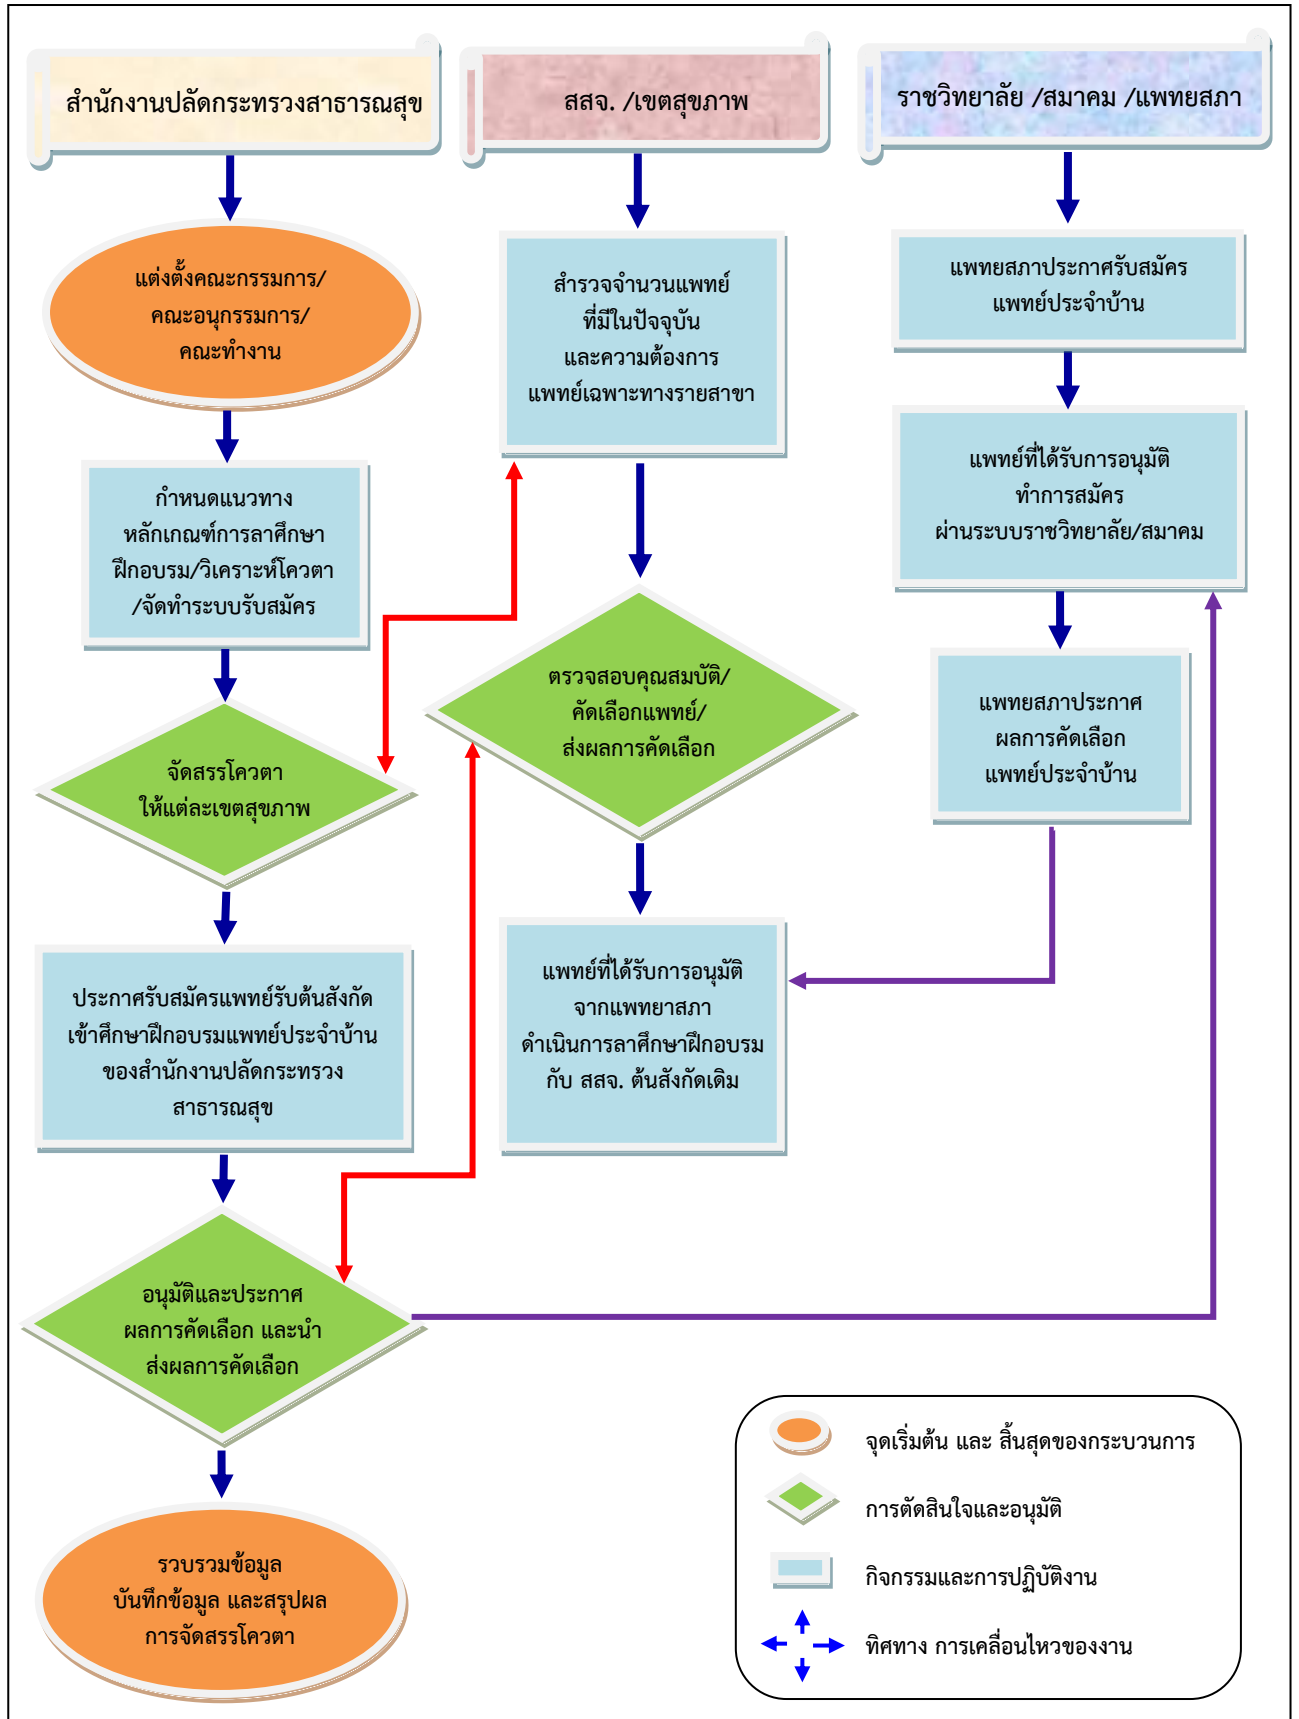 สำนักงานปลัดกระทรวงสาธารณสุข
แต่งตั้งคณะกรรมการ/
คณะอนุกรรมการ/
คณะทำงาน
กำหนดแนวทาง
หลักเกณฑ์การลาศึกษา
ฝึกอบรม/วิเคราะห์โควตา
/จัดทำระบบรับสมัคร
จัดสรรโควตา
ให้แต่ละเขตสุขภาพ
ประกาศรับสมัครแพทย์รับต้นสังกัด
เข้าศึกษาฝึกอบรมแพทย์ประจำบ้าน
ของสำนักงานปลัดกระทรวง
สาธารณสุข
อนุมัติและประกาศ
ผลการคัดเลือก และนำ
ส่งผลการคัดเลือก
รวบรวมข้อมูล
บันทึกข้อมูล และสรุปผล
การจัดสรรโควตา
สสจ. /เขตสุขภาพ
สำรวจจำนวนแพทย์
ที่มีในปัจจุบัน
และความต้องการ
แพทย์เฉพาะทางรายสาขา
ตรวจสอบคุณสมบัติ/
คัดเลือกแพทย์/
ส่งผลการคัดเลือก
แพทย์ที่ได้รับการอนุมัติ
จากแพทยาสภา
ดำเนินการลาศึกษาฝึกอบรม
กับ สสจ. ต้นสังกัดเดิม
ราชวิทยาลัย /สมาคม /แพทยสภา
แพทยสภาประกาศรับสมัคร
แพทย์ประจำบ้าน
แพทย์ที่ได้รับการอนุมัติ
ทำการสมัคร
ผ่านระบบราชวิทยาลัย/สมาคม
แพทยสภาประกาศ
ผลการคัดเลือก
แพทย์ประจำบ้าน
จุดเริ่มต้น และ สิ้นสุดของกระบวนการ
การตัดสินใจและอนุมัติ
กิจกรรมและการปฏิบัติงาน
ทิศทาง การเคลื่อนไหวของงาน